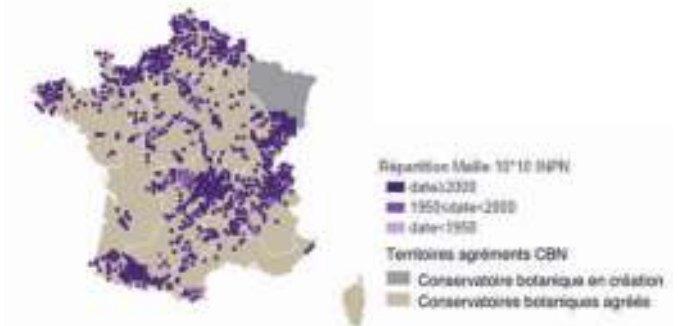 Répartition Maille 10*10 INPN
date≥2000
1950<date<2000
date<1950
Territoires agréments CBN
Conservatoire botanique en création
Conservatoires botaniques agréés